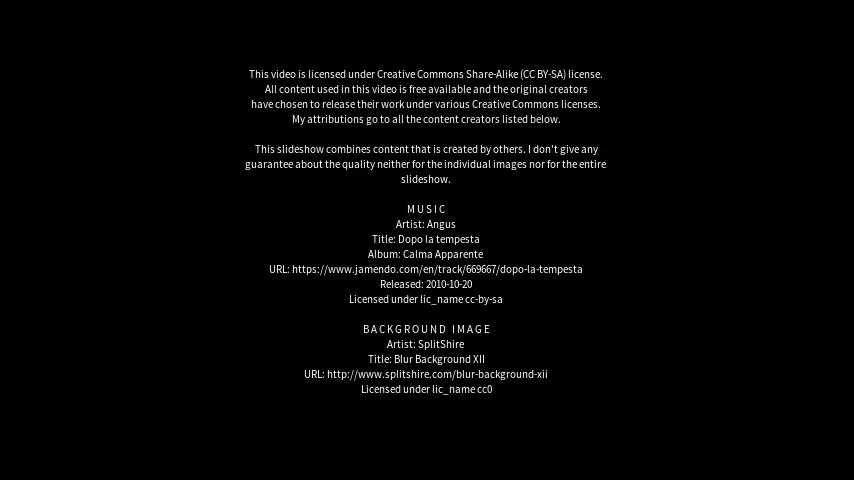 This video is licensed under Creative Commons Share-Alike (CC BY-SA) license.
All content used in this video is free available and the original creators
have chosen to release their work under various Creative Commons licenses.
My attributions go to all the content creators listed below.
This slideshow combines content that is created by others. I don't give any
guarantee about the quality neither for the individual images nor for the entire
slideshow.
MUSIC
Artist: Angus
Title: Dopo la tempesta
Album: Calma Apparente
URL: https://www.jamendo.com/en/track/669667/dopo-la-tempesta
Released: 2010-10-20
Licensed under lic_name cc-by-sa
BACKGROUND IMAGE
Artist: SplitShire
Title: Blur Background XII
URL: http://www.splitshire.com/blur-background-xii
Licensed under lic_name cc0